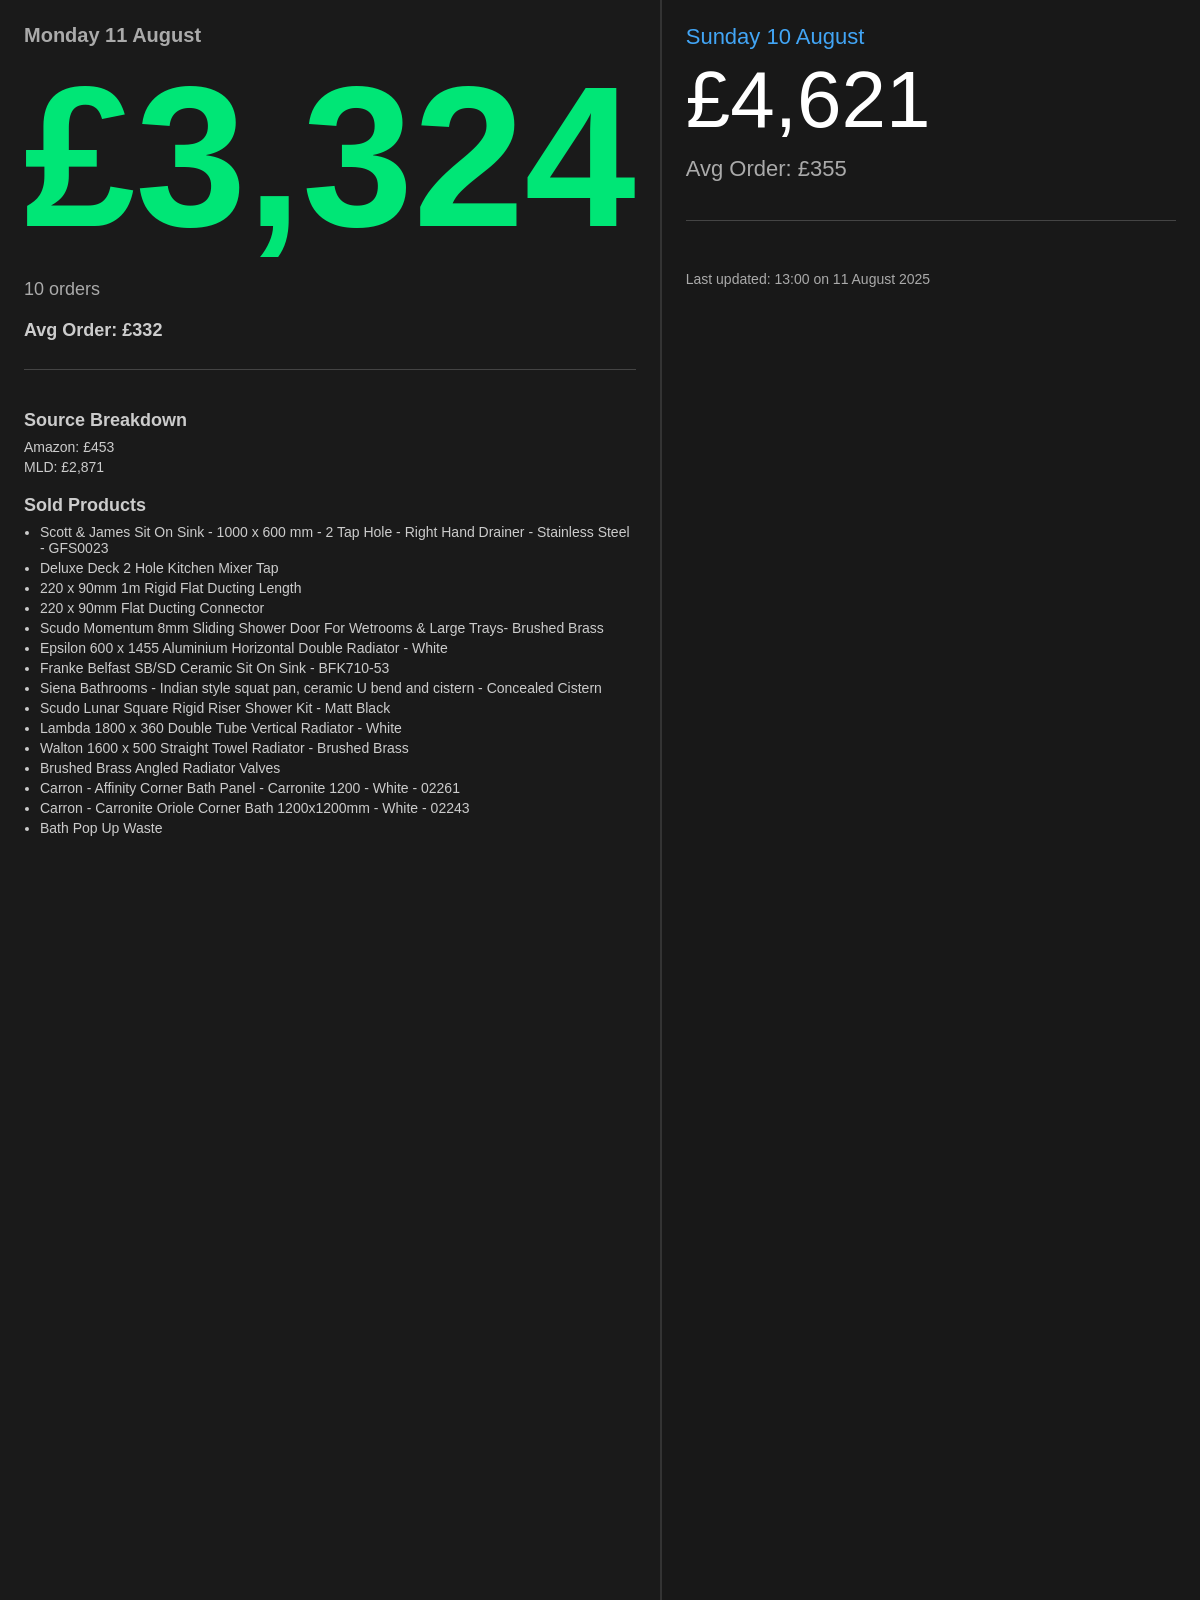 Monday 11 August
£3,324
10 orders
Avg Order: £332
Source Breakdown
Amazon: £453
MLD: £2,871
Sold Products
• Scott & James Sit On Sink - 1000 x 600 mm - 2 Tap Hole - Right Hand Drainer - Stainless Steel
- GFS0023
• Deluxe Deck 2 Hole Kitchen Mixer Tap
• 220 x 90mm 1m Rigid Flat Ducting Length
• 220 x 90mm Flat Ducting Connector
• Scudo Momentum 8mm Sliding Shower Door For Wetrooms & Large Trays- Brushed Brass
• Epsilon 600 x 1455 Aluminium Horizontal Double Radiator - White
• Franke Belfast SB/SD Ceramic Sit On Sink - BFK710-53
• Siena Bathrooms - Indian style squat pan, ceramic U bend and cistern - Concealed Cistern
• Scudo Lunar Square Rigid Riser Shower Kit - Matt Black
• Lambda 1800 x 360 Double Tube Vertical Radiator - White
• Walton 1600 x 500 Straight Towel Radiator - Brushed Brass
• Brushed Brass Angled Radiator Valves
• Carron - Affinity Corner Bath Panel - Carronite 1200 - White - 02261
• Carron - Carronite Oriole Corner Bath 1200x1200mm - White - 02243
• Bath Pop Up Waste
Sunday 10 August
£4,621
Avg Order: £355
Last updated: 13:00 on 11 August 2025